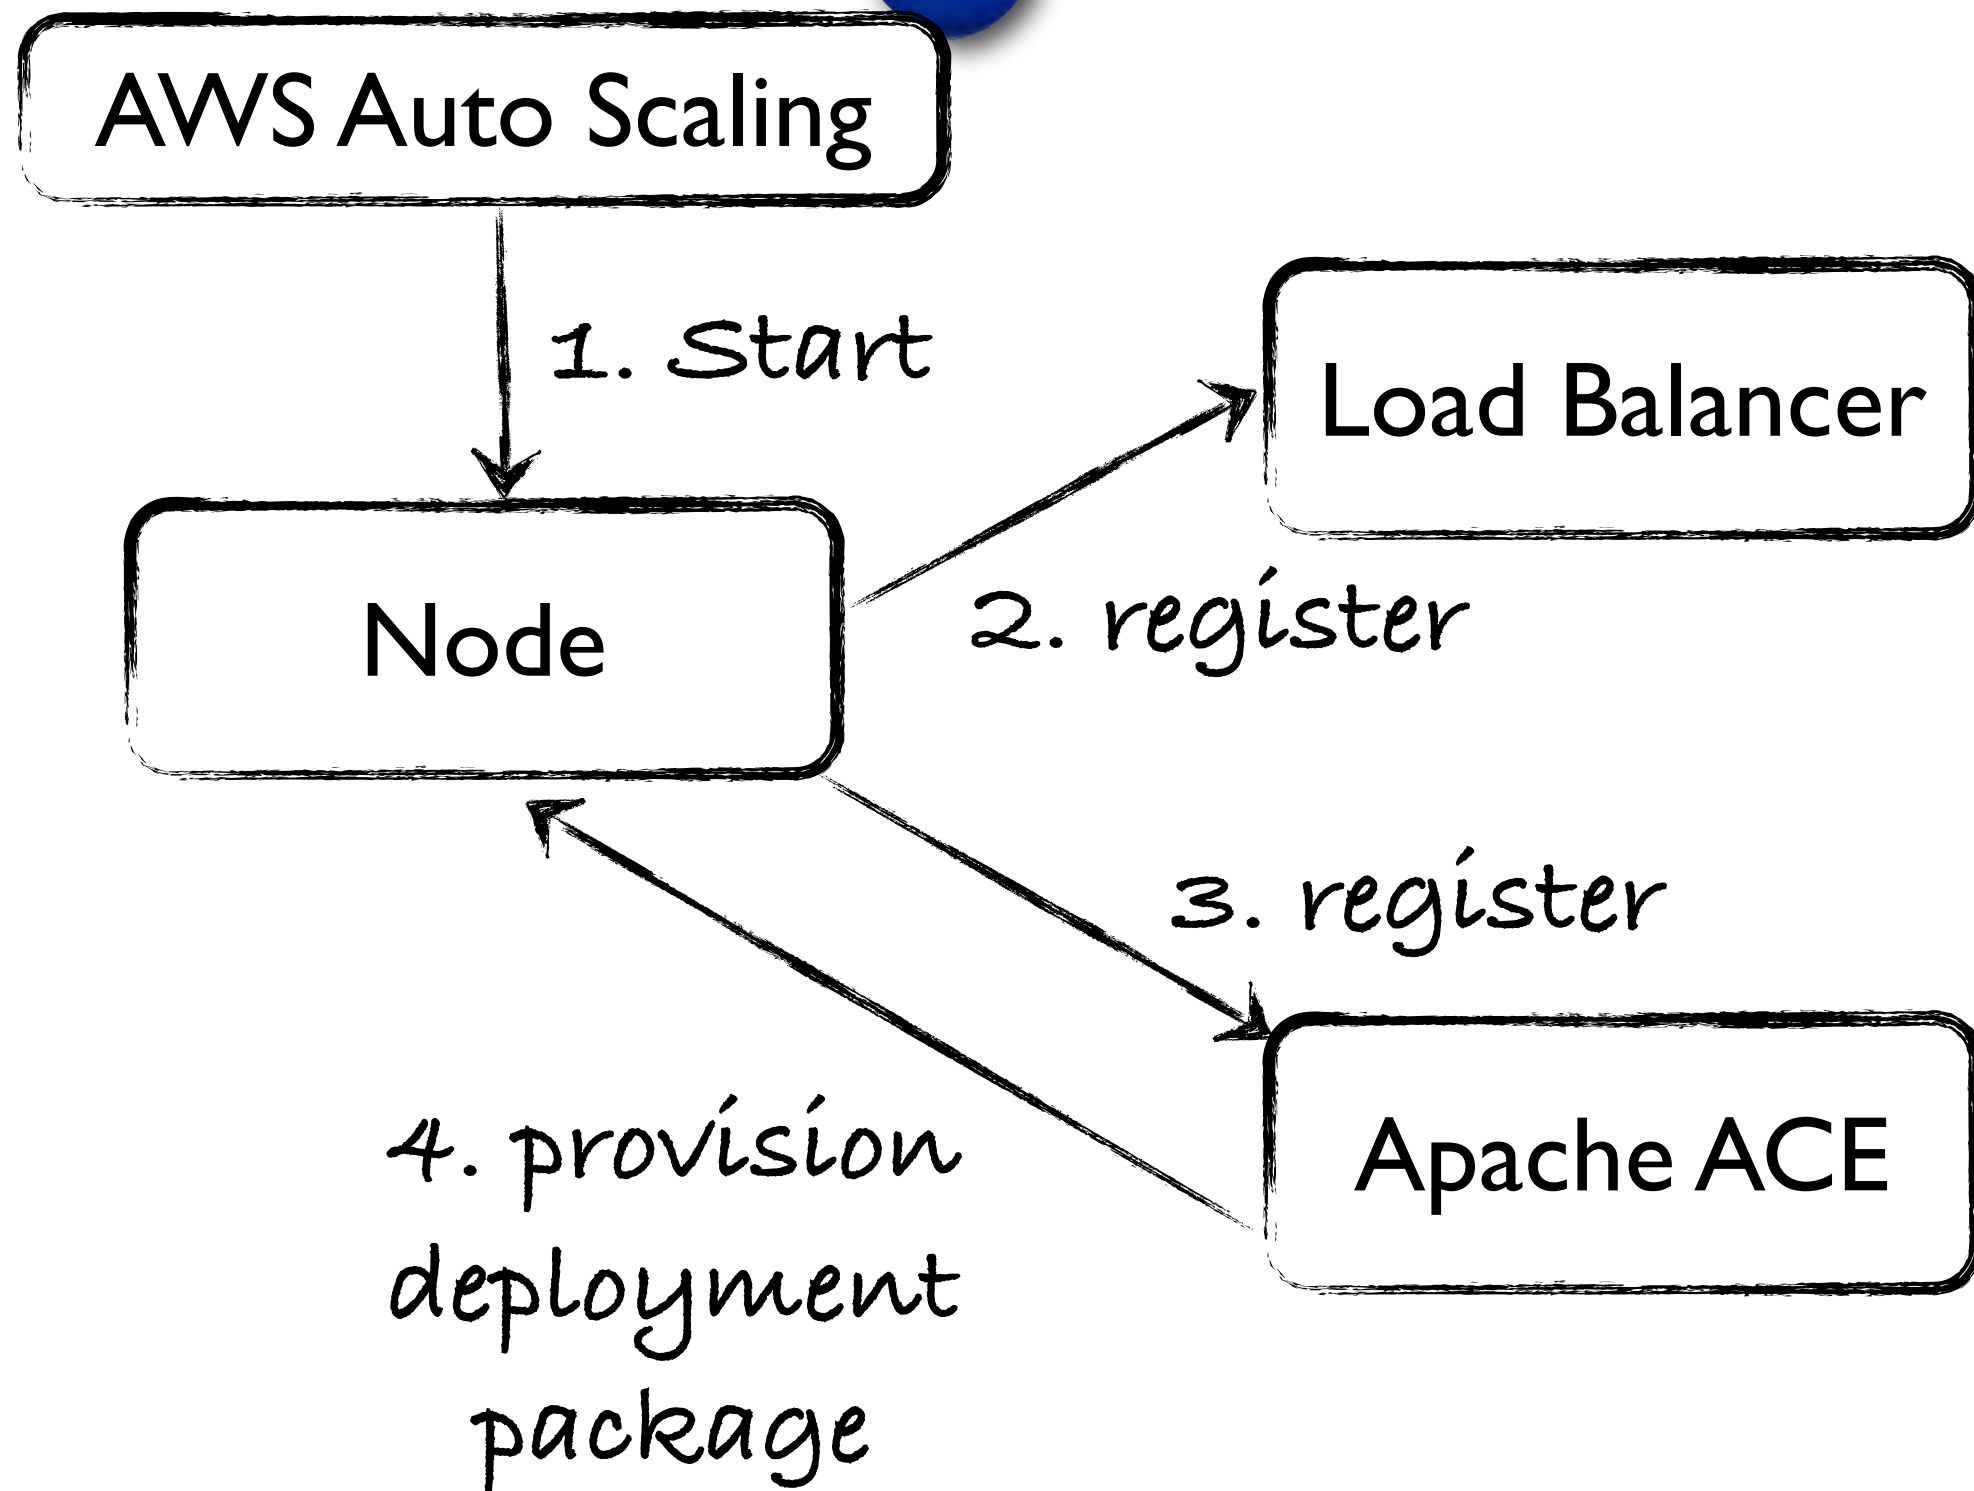 AWS Auto Scaling
1. Start
Load Balancer
Node
2. register
3. register
Apache ACE
4. provision
deployment
package